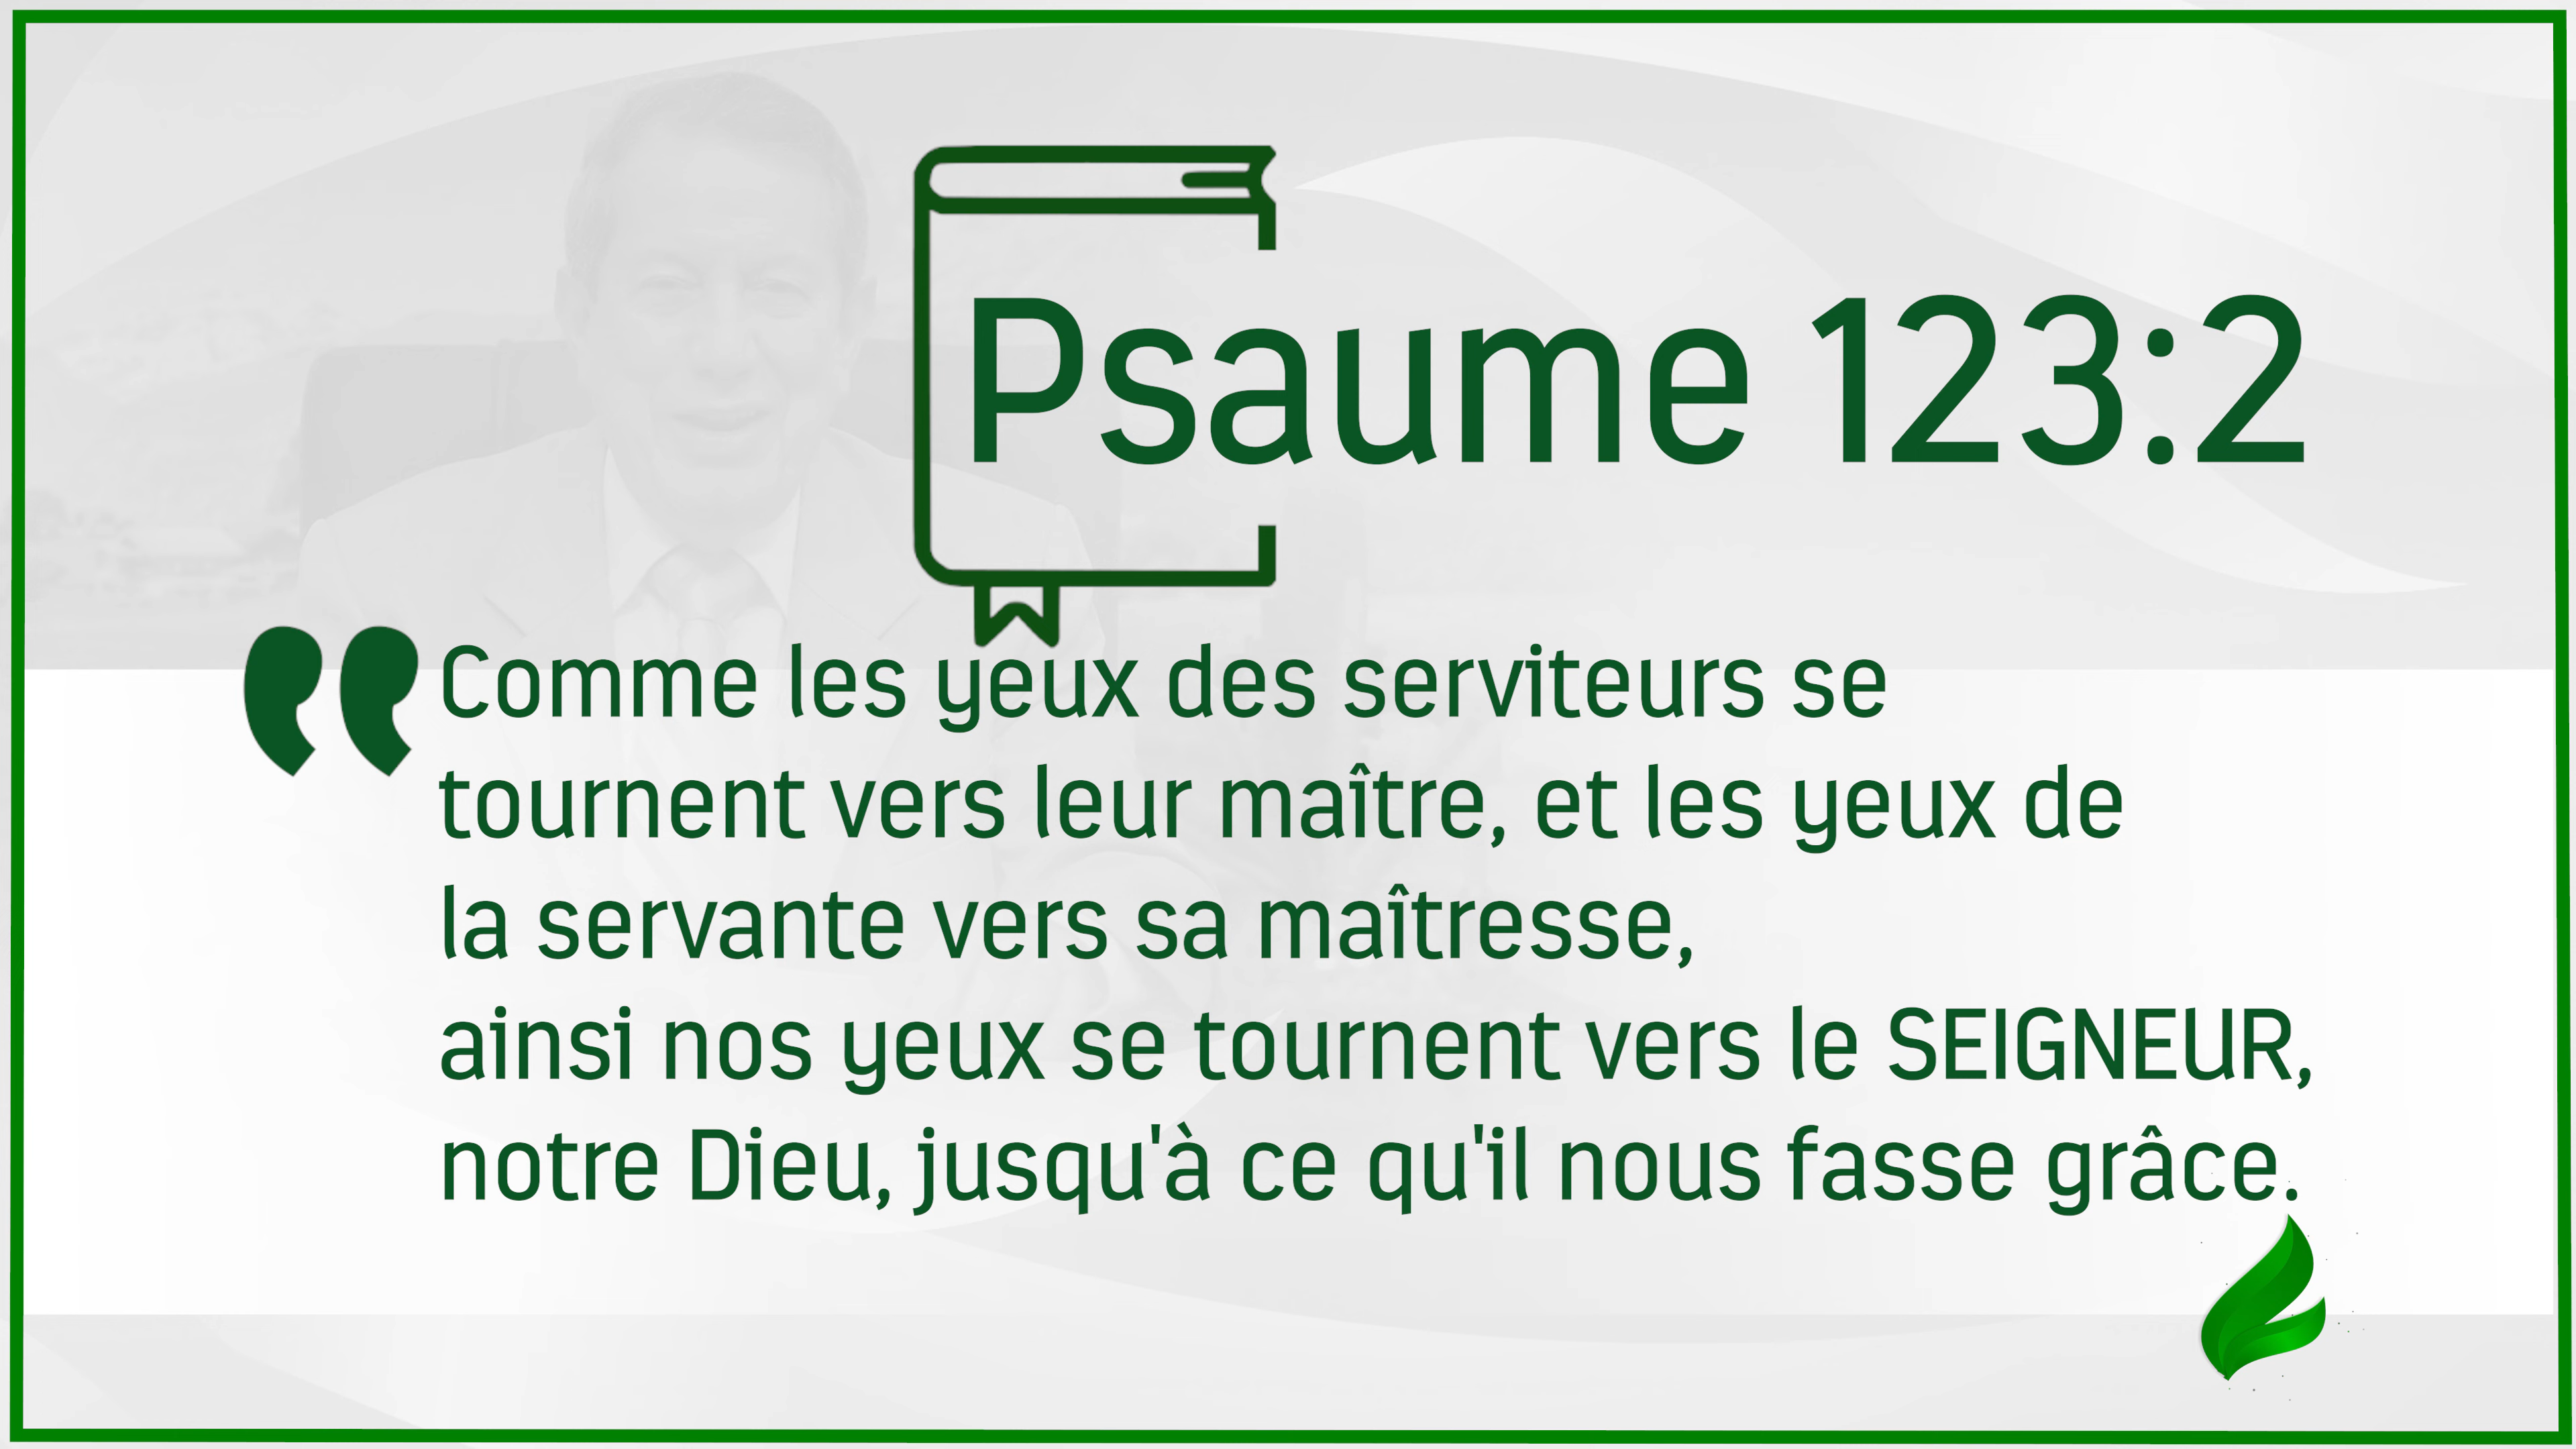 Psaume 123:2
Comme les yeux des serviteurs se
tournent vers leur maître, et les yeux de
la servante vers sa maîtresse,
ainsi nos yeux se tournent vers le SEIGNEUR,
notre Dieu, jusqu'à ce qu'il nous fasse grâce.